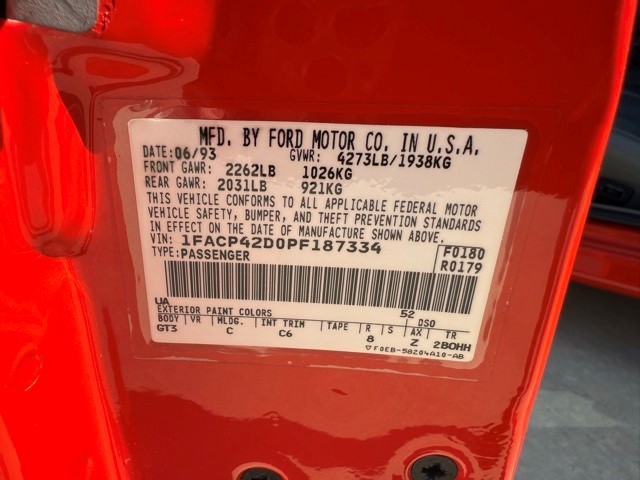 MFD. BY FORD MOTOR CO. IN U.S.A.
DATE: 06/93 GVWR: 4273LB/1938KG
FRONT GAWR: 2262LB 1026KG
REAR GAWR: 2031LB 921KG
THIS VEHICLE CONFORMS TO ALL APPLICABLE FEDERAL MOTOR
VEHICLE SAFETY, BUMPER, AND THEFT PREVENTION STANDARDS
IN EFFECT ON THE DATE OF MANUFACTURE SHOWN ABOVE.
VIN: 1FACP42D0PF187334 F0180
TYPE: PASSENGER R0179
UA 52
EXTERIOR PAINT COLORS DSO
BODY VR MLDG. INT TRIM TAPE R S AX TR
GT3 C C6 8 Z 2BOHH
▽ F0EB-58204A10-AB